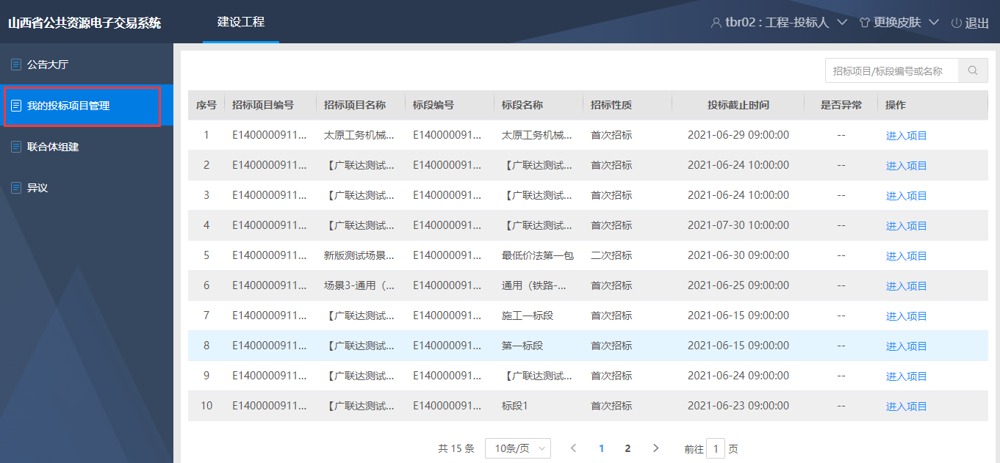 山西省公共资源电子交易系统 建设工程 tbr02 : 工程-投标人 更换皮肤 退出
公告大厅
我的投标项目管理
联合体组建
异议
招标项目/标段编号或名称
序号 招标项目编号 招标项目名称 标段编号 标段名称 招标性质 投标截止时间 是否异常 操作
1 E1400000911... 太原工务机械... E140000091... 太原工务机械... 首次招标 2021-06-29 09:00:00 -- 进入项目
2 E1400000911... 【广联达测试... E140000091... 【广联达测试... 首次招标 2021-06-24 10:00:00 -- 进入项目
3 E1400000911... 【广联达测试... E140000091... 【广联达测试... 首次招标 2021-06-24 10:00:00 -- 进入项目
4 E1400000911... 【广联达测试... E140000091... 【广联达测试... 首次招标 2021-07-30 10:00:00 -- 进入项目
5 E1400000911... 新版测试场景... E140000091... 最低价法第一包 二次招标 2021-06-30 09:00:00 -- 进入项目
6 E1400000911... 场景3-通用（... E140000091... 通用（铁路-... 首次招标 2021-06-25 09:00:00 -- 进入项目
7 E1400000911... 【广联达测试... E140000091... 施工一标段 首次招标 2021-06-15 09:00:00 -- 进入项目
8 E1400000911... 【广联达测试... E140000091... 第一标段 首次招标 2021-06-15 09:00:00 -- 进入项目
9 E1400000911... 【广联达测试... E140000091... 【广联达测试... 首次招标 2021-06-24 09:00:00 -- 进入项目
10 E1400000911... 【广联达测试... E140000091... 标段1 首次招标 2021-06-23 09:00:00 -- 进入项目
共 15 条 10条/页 1 2 前往 1 页